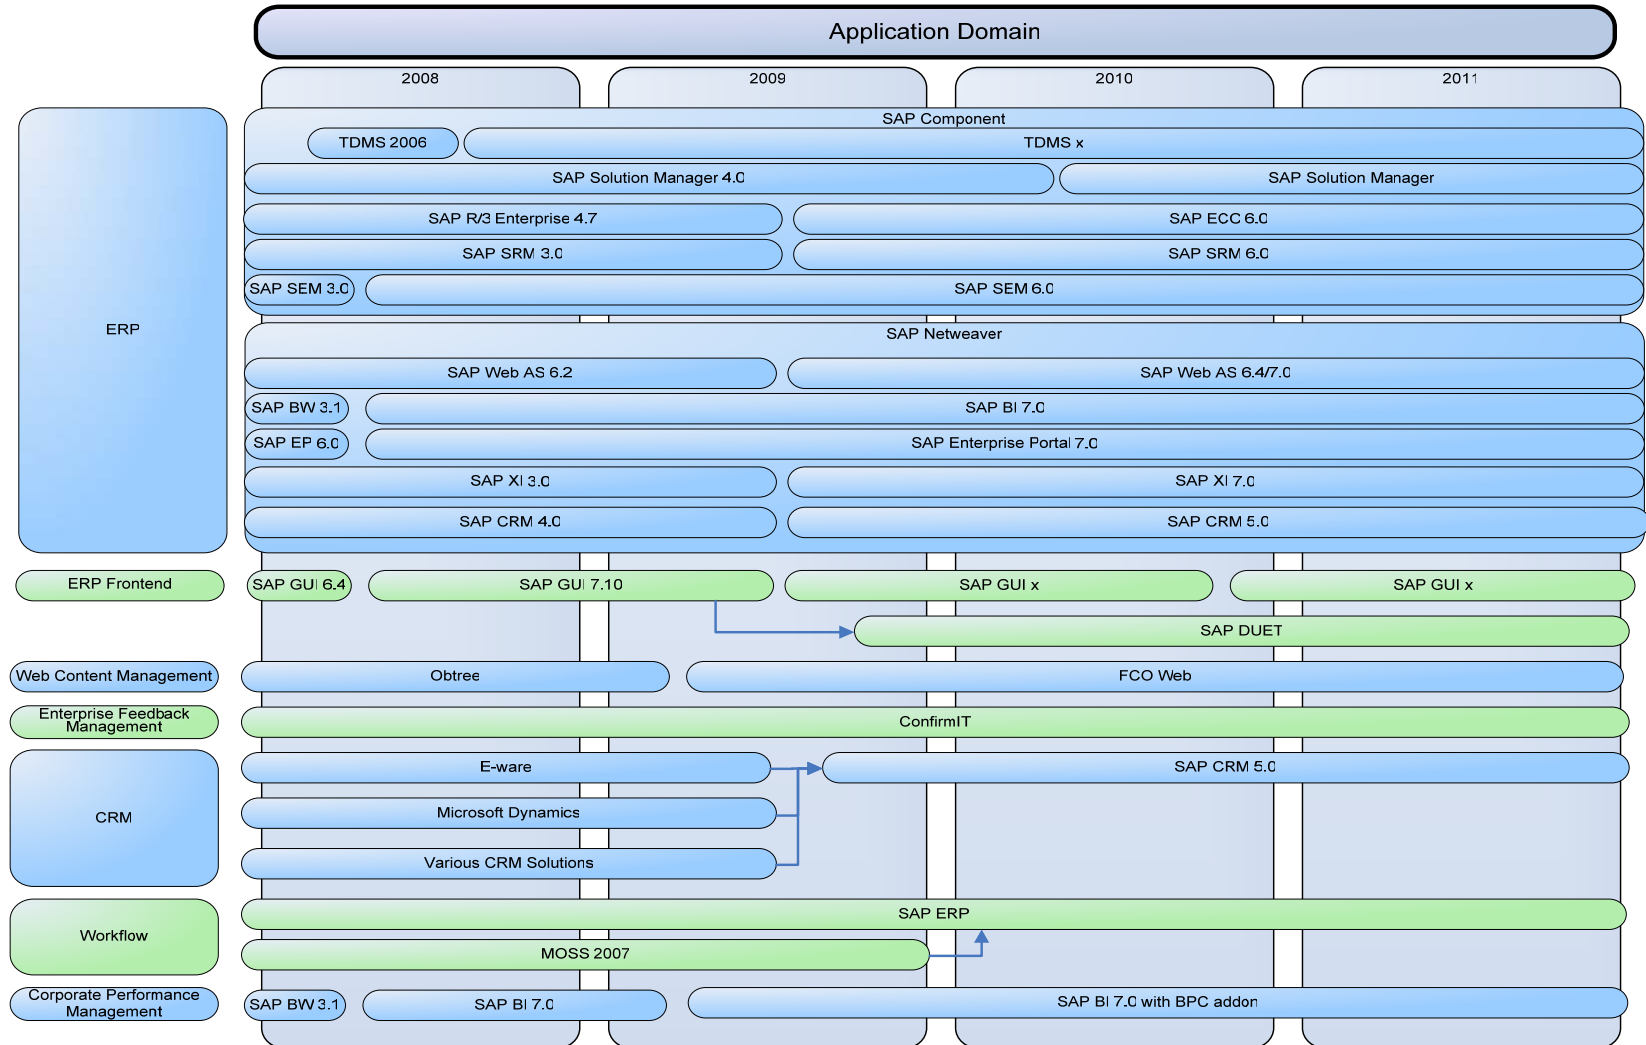 Application Domain
2008 2009 2010 2011
SAP Component
TDMS 2006 TDMS x
SAP Solution Manager 4.0 SAP Solution Manager
SAP R/3 Enterprise 4.7 SAP ECC 6.0
SAP SRM 3.0 SAP SRM 6.0
SAP SEM 3.0 SAP SEM 6.0
ERP
SAP Netweaver
SAP Web AS 6.2 SAP Web AS 6.4/7.0
SAP BW 3.1 SAP BI 7.0
SAP EP 6.0 SAP Enterprise Portal 7.0
SAP XI 3.0 SAP XI 7.0
SAP CRM 4.0 SAP CRM 5.0
ERP Frontend SAP GUI 6.4 SAP GUI 7.10 SAP GUI x SAP GUI x
SAP DUET
Web Content Management Obtree FCO Web
Enterprise Feedback
Management
ConfirmIT
E-ware SAP CRM 5.0
Microsoft Dynamics
CRM
Various CRM Solutions
SAP ERP
Workflow
MOSS 2007
Corporate Performance
Management
SAP BW 3.1 SAP BI 7.0 SAP BI 7.0 with BPC addon